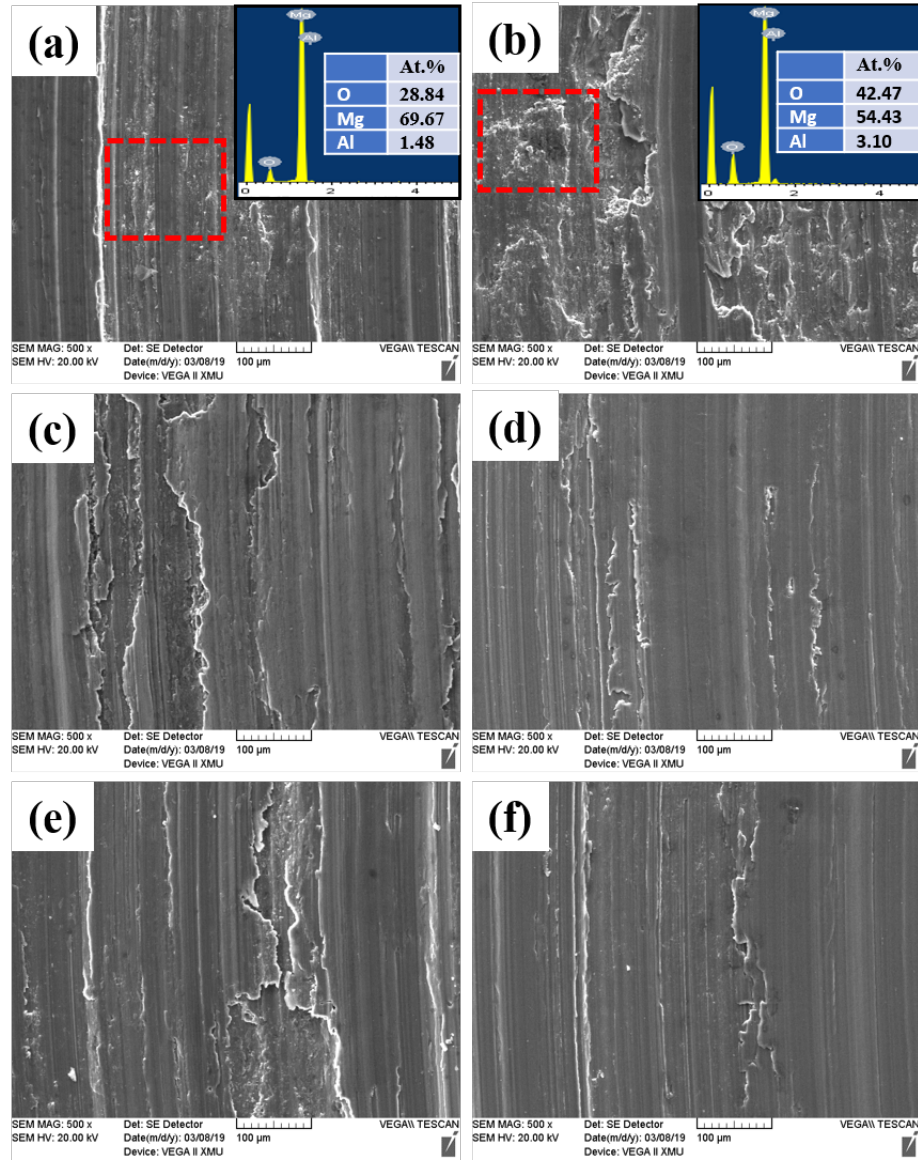 (a)
Mg
Al
At.%
O 28.84
Mg 69.67
Al 1.48
O
0 2 4
SEM MAG: 500 x Det: SE Detector
SEM HV: 20.00 kV Date(m/d/y): 03/08/19 100 µm VEGA\\ TESCAN
Device: VEGA II XMU
(b)
Mg
Al
At.%
O 42.47
Mg 54.43
Al 3.10
O
0 2 4
SEM MAG: 500 x Det: SE Detector
SEM HV: 20.00 kV Date(m/d/y): 03/08/19 100 µm VEGA\\ TESCAN
Device: VEGA II XMU
(c)
SEM MAG: 500 x Det: SE Detector
SEM HV: 20.00 kV Date(m/d/y): 03/08/19 100 µm VEGA\\ TESCAN
Device: VEGA II XMU
(d)
SEM MAG: 500 x Det: SE Detector
SEM HV: 20.00 kV Date(m/d/y): 03/08/19 100 µm VEGA\\ TESCAN
Device: VEGA II XMU
(e)
SEM MAG: 500 x Det: SE Detector
SEM HV: 20.00 kV Date(m/d/y): 03/08/19 100 µm VEGA\\ TESCAN
Device: VEGA II XMU
(f)
SEM MAG: 500 x Det: SE Detector
SEM HV: 20.00 kV Date(m/d/y): 03/08/19 100 µm VEGA\\ TESCAN
Device: VEGA II XMU